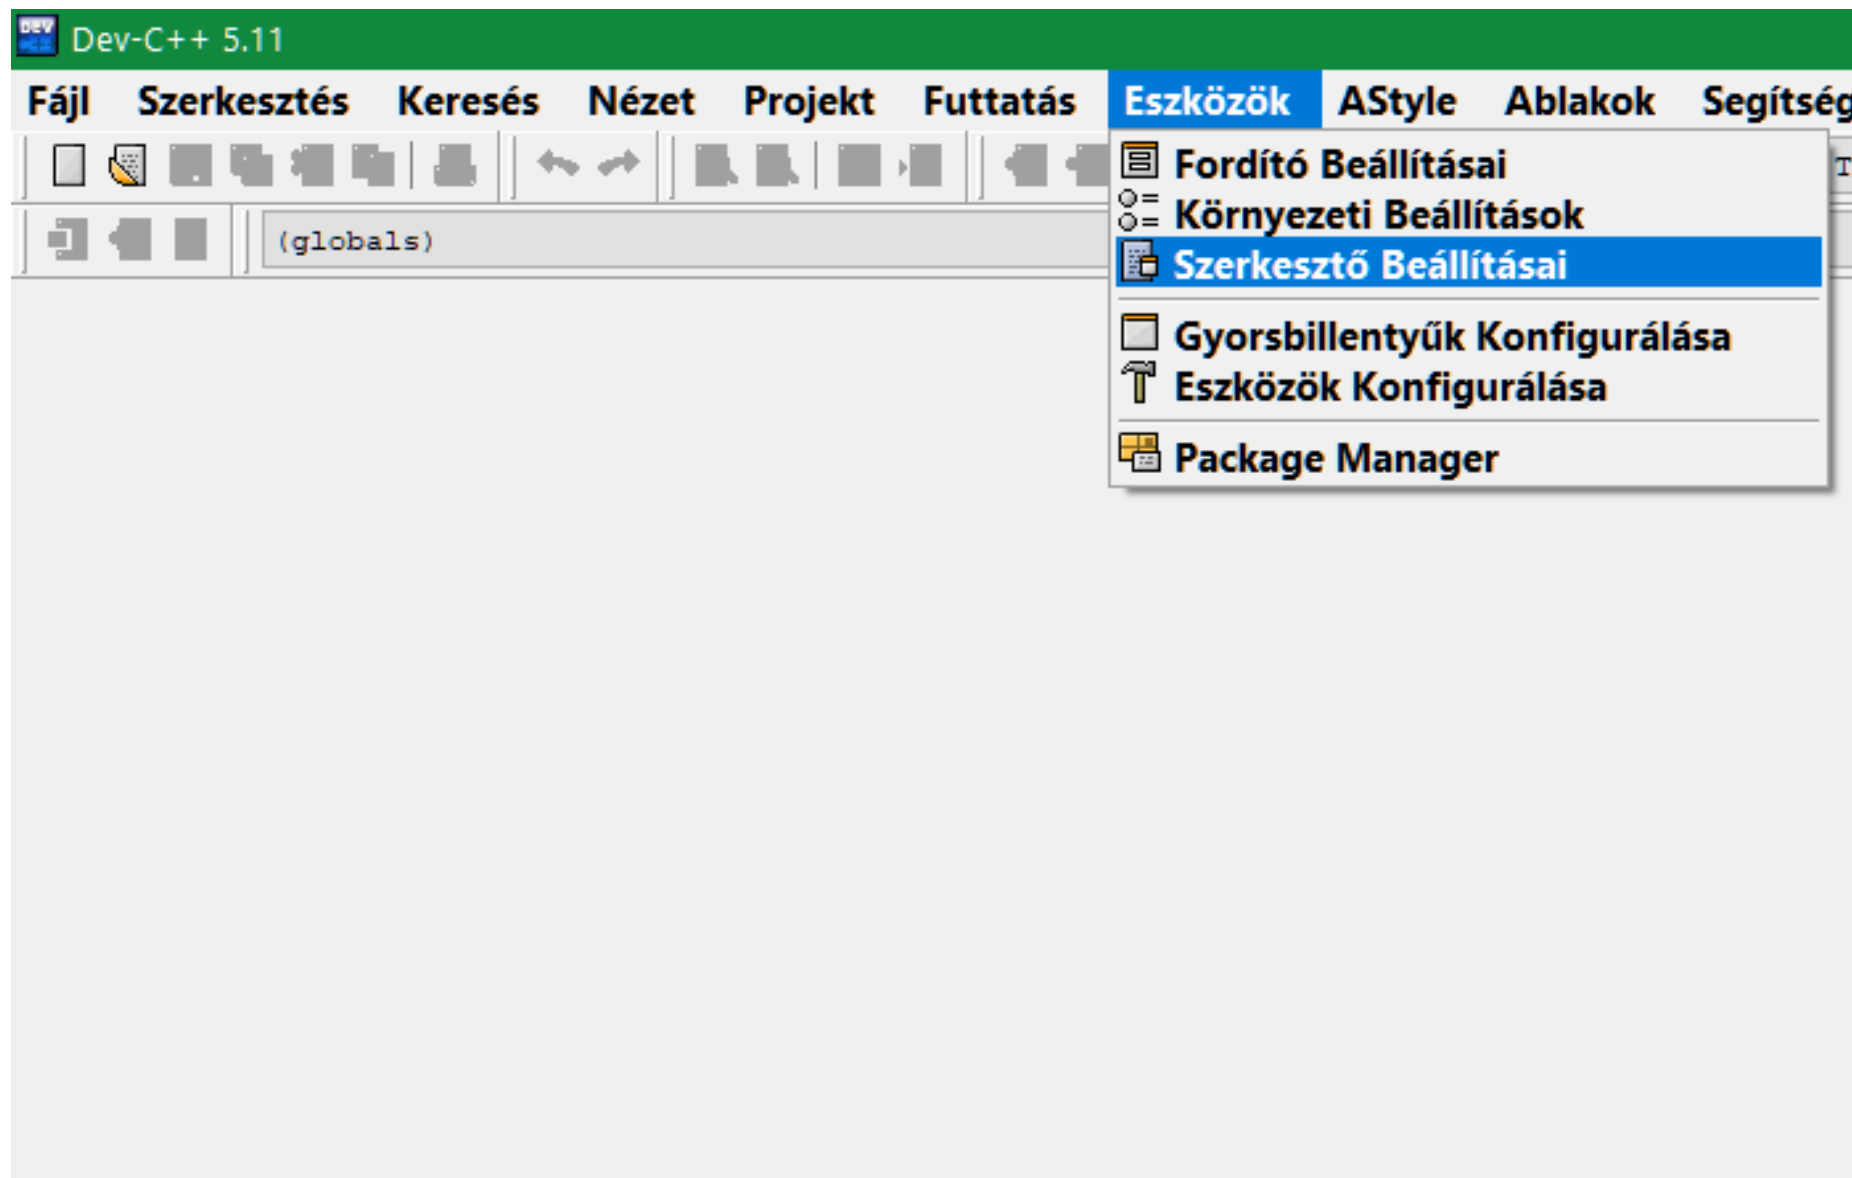 Dev-C++ 5.11
Fájl Szerkesztés Keresés Nézet Projekt Futtatás Eszközök AStyle Ablakok Segítség
(globals)
Fordító Beállításai
Környezeti Beállítások
Szerkesztő Beállításai
Gyorsbillentyűk Konfigurálása
Eszközök Konfigurálása
Package Manager